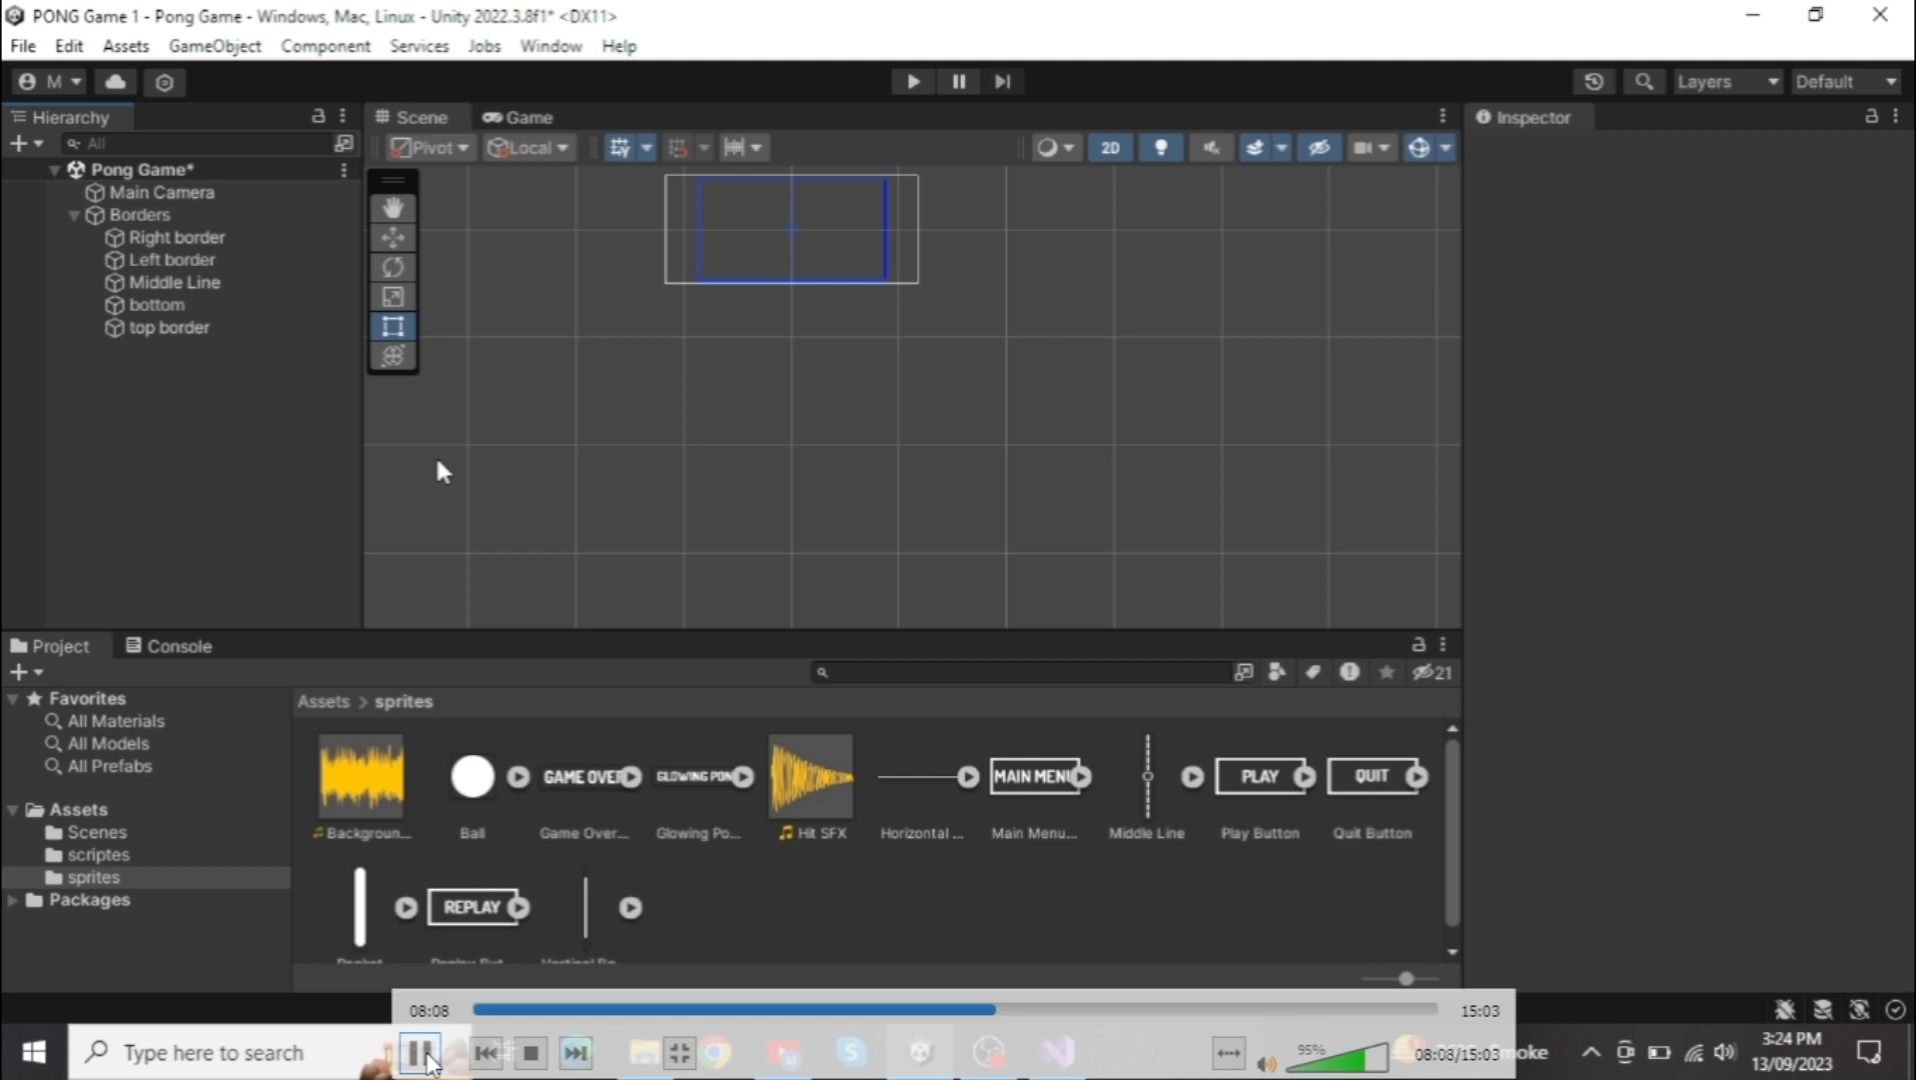 PONG Game 1 - Pong Game - Windows, Mac, Linux - Unity 2022.3.8f1* <DX11>
File Edit Assets GameObject Component Services Jobs Window Help
M
Layers
Default
Hierarchy
Scene
Game
Inspector
All
Pivot
Local
2D
Pong Game*
Main Camera
Borders
Right border
Left border
Middle Line
bottom
top border
Project
Console
21
Favorites
All Materials
All Models
All Prefabs
Assets
Scenes
scriptes
sprites
Packages
Assets > sprites
GAME OVER
GLOWING PON
MAIN MENU
PLAY
QUIT
Backgroun...
Ball
Game Over...
Glowing Po...
Hit SFX
Horizontal ...
Main Menu...
Middle Line
Play Button
Quit Button
REPLAY
08:08
15:03
Type here to search
95%
08:08/15:03
moke
3:24 PM
13/09/2023